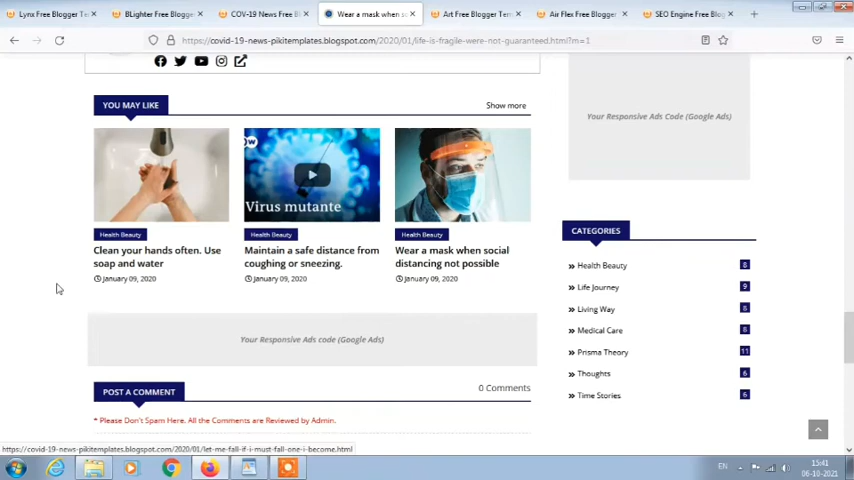 Lynx Free Blogger Te
BLighter Free Blogge
COV-19 News Free Bl
Wear a mask when so
Art Free Blogger Tem
Air Flex Free Blogger
SEO Engine Free Blog
https://covid-19-news-pikitemplates.blogspot.com/2020/01/life-is-fragile-were-not-guaranteed.html?m=1
YOU MAY LIKE
Show more
Virus mutante
Health Beauty
Health Beauty
Health Beauty
Clean your hands often. Use
soap and water
January 09, 2020
Maintain a safe distance from
coughing or sneezing.
January 09, 2020
Wear a mask when social
distancing not possible
January 09, 2020
Your Responsive Ads code (Google Ads)
POST A COMMENT
0 Comments
* Please Don't Spam Here. All the Comments are Reviewed by Admin.
Your Responsive Ads Code (Google Ads)
CATEGORIES
Health Beauty 8
Life Journey 9
Living Way 8
Medical Care 8
Prisma Theory 11
Thoughts 6
Time Stories 6
https://covid-19-news-pikitemplates.blogspot.com/2020/01/let-me-fall-if-i-must-fall-one-i-become.html
EN
15:41
06-10-2021